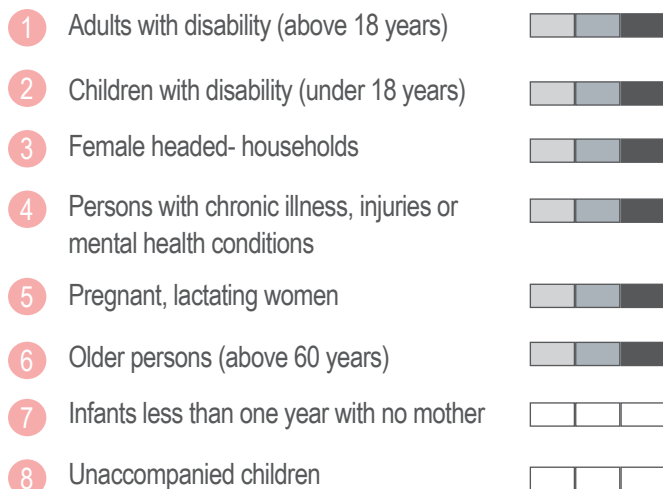 1 Adults with disability (above 18 years)
2 Children with disability (under 18 years)
3 Female headed- households
4 Persons with chronic illness, injuries or
mental health conditions
5 Pregnant, lactating women
6 Older persons (above 60 years)
7 Infants less than one year with no mother
8 Unaccompanied children